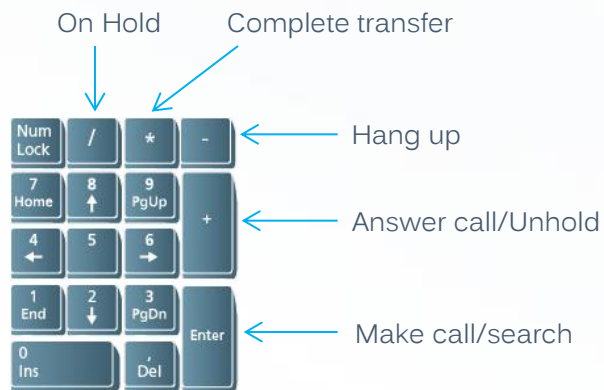 On Hold
Complete transfer
Num
Lock
/
*
-
Hang up
7
Home
8
9
PgUp
+
Answer call/Unhold
4
5
6
1
End
2
3
PgDn
Enter
Make call/search
0
Ins
,
Del